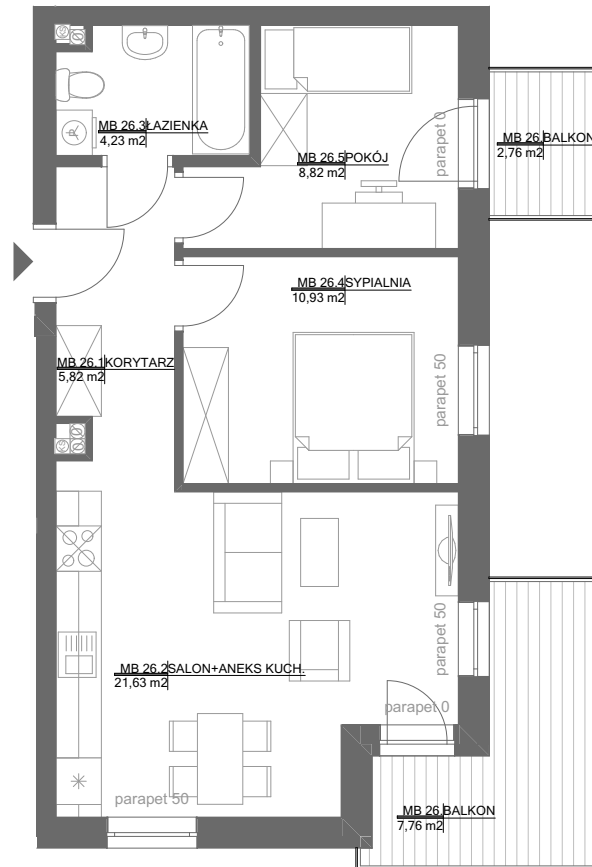 MB 26.3 ŁAZIENKA
4,23 m2
MB 26.5 POKÓJ
8,82 m2
parapet 0
MB 26. BALKON
2,76 m2
MB 26.4 SYPIALNIA
10,93 m2
MB 26.1 KORYTARZ
5,82 m2
parapet 50
MB 26.2 SALON+ANEKS KUCH.
21,63 m2
parapet 50
parapet 0
parapet 50
MB 26. BALKON
7,76 m2